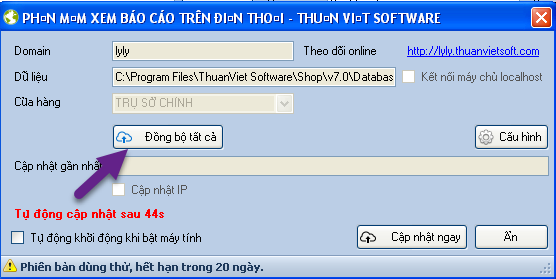 PH¤N M¤M XEM BÁO CÁO TRÊN ĐI¤N THO¤I - THU¤N VI¤T SOFTWARE
Domain lyly Theo dõi online http://lyly.thuanvietsoft.com
Dữ liệu C:\Program Files\ThuanViet Software\Shop\v7.0\Databas Kết nối máy chủ localhost
Cửa hàng TRỤ SỞ CHÍNH
Đồng bộ tất cả Cấu hình
Cập nhật gần nhất
Cập nhật IP
Tự động cập nhật sau 44s
Tự động khởi động khi bật máy tính Cập nhật ngay Ẩn
Phiên bản dùng thử, hết hạn trong 20 ngày.